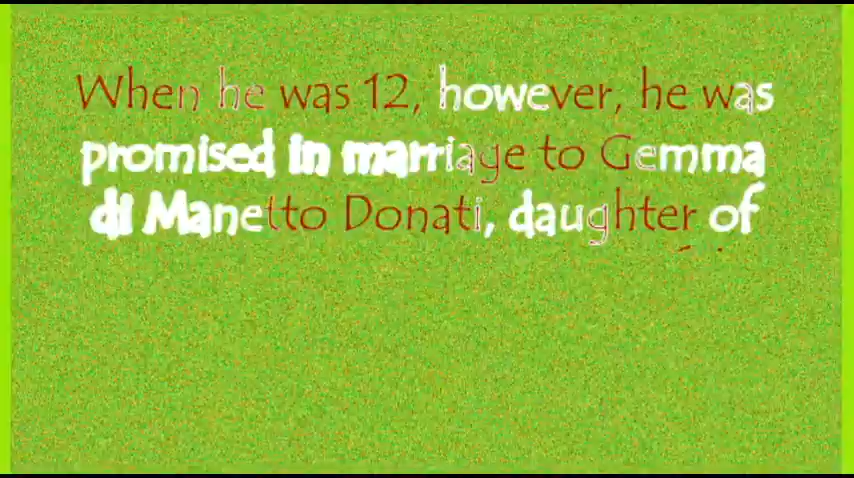 When he was 12, however, he was
promised in marriage to Gemma
di Manetto Donati, daughter of